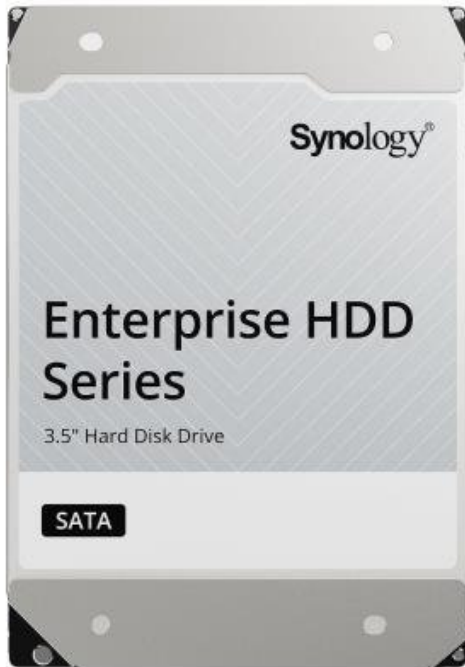 Synology®
Enterprise HDD
Series
3.5" Hard Disk Drive
SATA